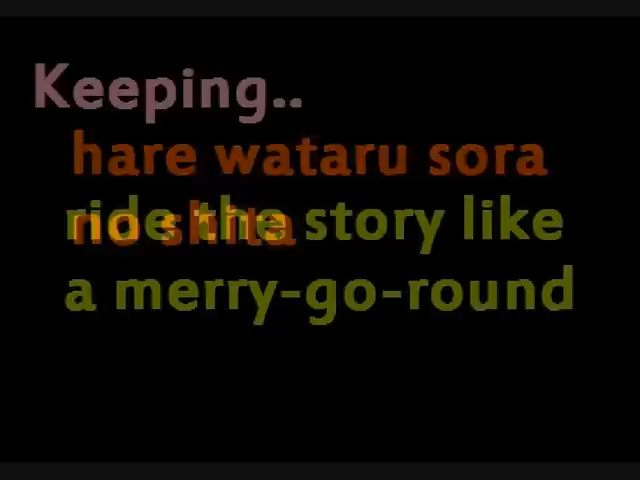 Keeping..
hare wataru sora
no shita
ride the story like
a merry-go-round